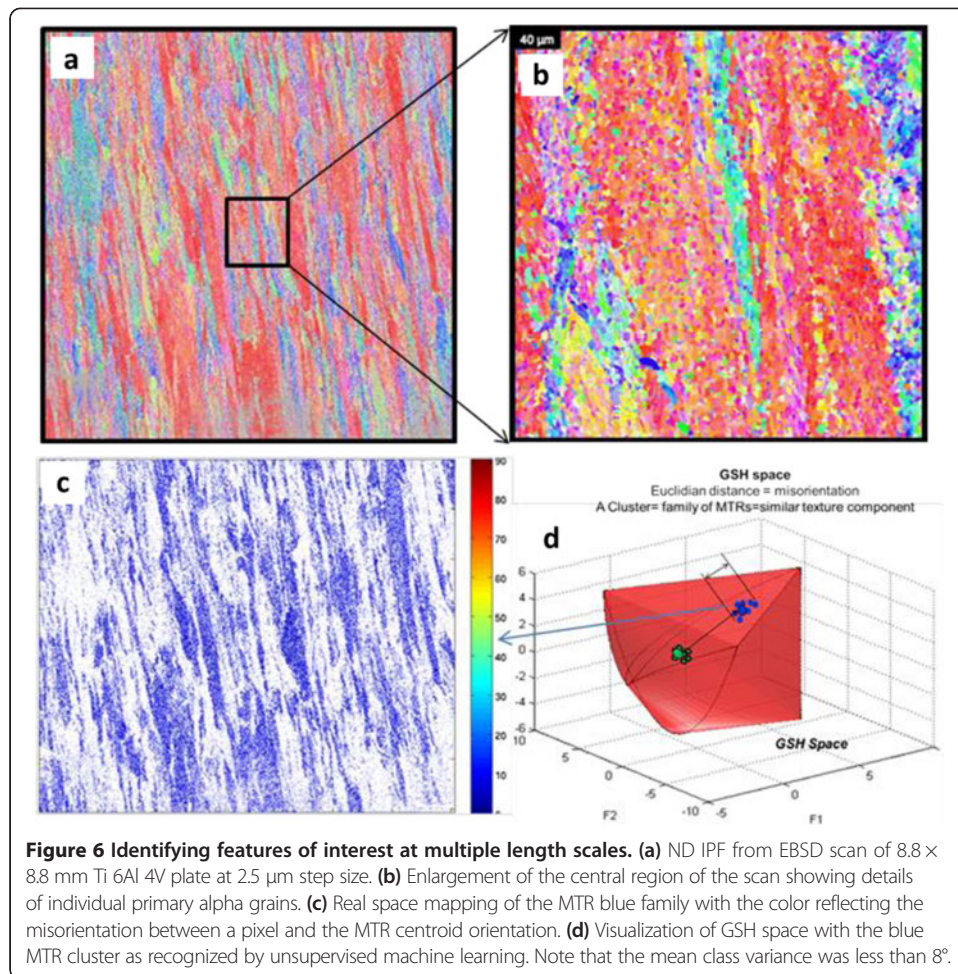 a
40 µm
b
c
90
80
70
60
50
40
30
20
10
GSH space
Euclidian distance = misorientation
A Cluster= family of MTRs=similar texture component
d
6
4
2
0
-2
-4
-6
10
5
0
-5
-10
-5
0
5
F2
F1
GSH Space
Figure 6 Identifying features of interest at multiple length scales. (a) ND IPF from EBSD scan of 8.8 ×
8.8 mm Ti 6Al 4V plate at 2.5 µm step size. (b) Enlargement of the central region of the scan showing details
of individual primary alpha grains. (c) Real space mapping of the MTR blue family with the color reflecting the
misorientation between a pixel and the MTR centroid orientation. (d) Visualization of GSH space with the blue
MTR cluster as recognized by unsupervised machine learning. Note that the mean class variance was less than 8°.